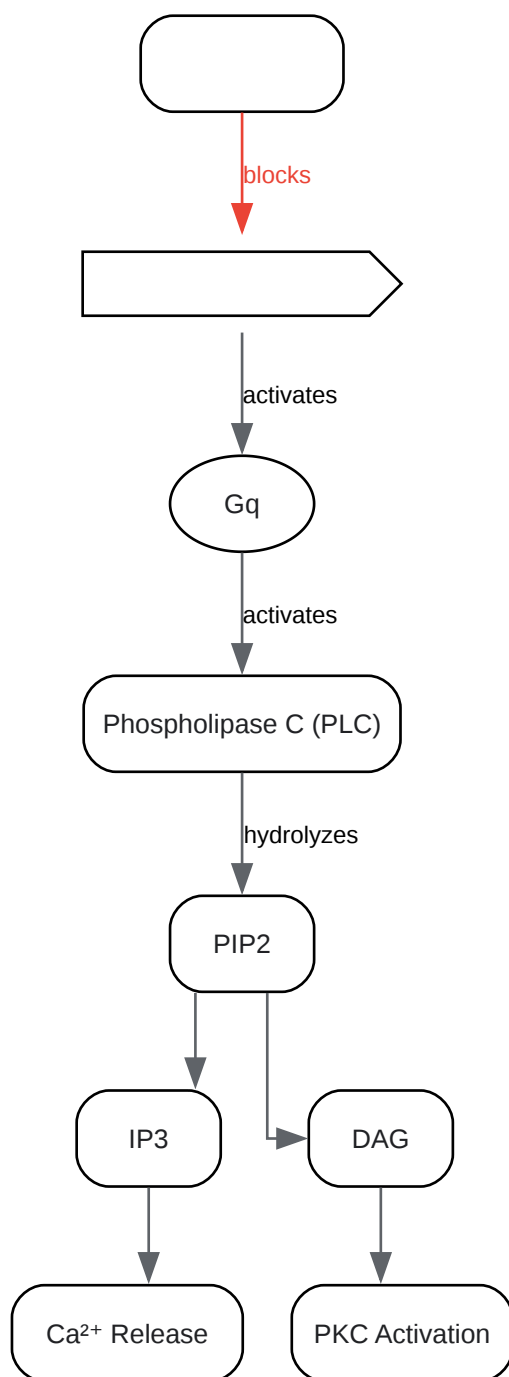 blocks
activates
Gq
activates
Phospholipase C (PLC)
hydrolyzes
PIP2
IP3
DAG
Ca²⁺ Release
PKC Activation